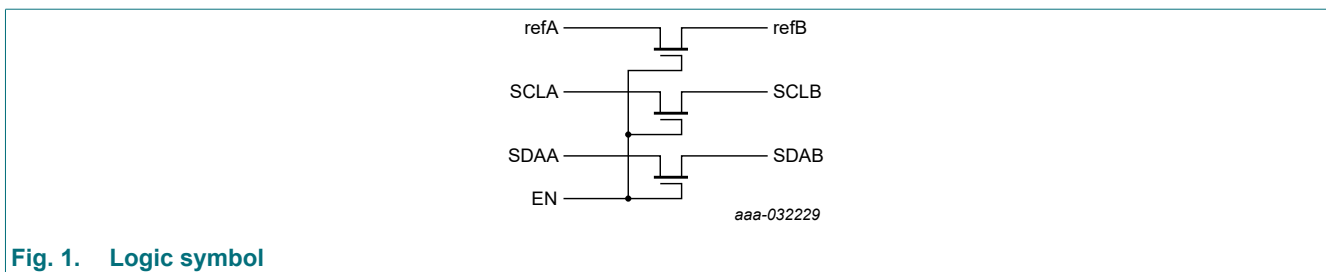 refA refB
SCLA SCLB
SDAA SDAB
EN
aaa-032229
Fig. 1. Logic symbol